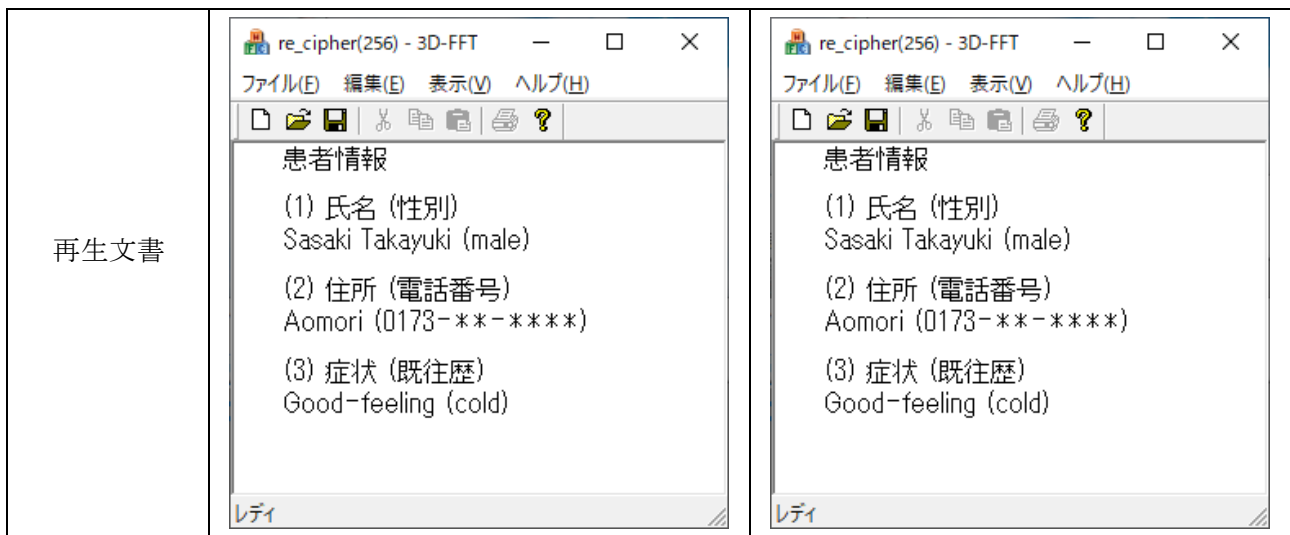 再生文書
re_cipher(256) - 3D-FFT
ファイル(F) 編集(E) 表示(V) ヘルプ(H)
患者情報
(1) 氏名 (性別)
Sasaki Takayuki (male)
(2) 住所 (電話番号)
Aomori (0173-**-****)
(3) 症状 (既往歴)
Good-feeling (cold)
レディ
re_cipher(256) - 3D-FFT
ファイル(F) 編集(E) 表示(V) ヘルプ(H)
患者情報
(1) 氏名 (性別)
Sasaki Takayuki (male)
(2) 住所 (電話番号)
Aomori (0173-**-****)
(3) 症状 (既往歴)
Good-feeling (cold)
レディ